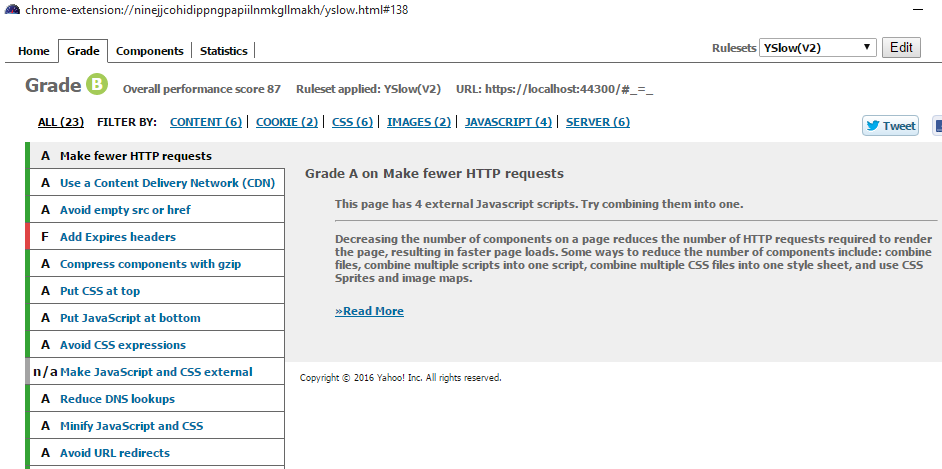 chrome-extension://ninejjcohidippngpapiilnmkgllmakh/yslow.html#138
Home Grade Components Statistics Rulesets YSlow(V2) Edit
Grade B Overall performance score 87 Ruleset applied: YSlow(V2) URL: https://localhost:44300/#_=_
ALL (23) FILTER BY: CONTENT (6) COOKIE (2) CSS (6) IMAGES (2) JAVASCRIPT (4) SERVER (6)
Tweet
A Make fewer HTTP requests
A Use a Content Delivery Network (CDN)
A Avoid empty src or href
F Add Expires headers
A Compress components with gzip
A Put CSS at top
A Put JavaScript at bottom
A Avoid CSS expressions
n/a Make JavaScript and CSS external
A Reduce DNS lookups
A Minify JavaScript and CSS
A Avoid URL redirects
Grade A on Make fewer HTTP requests
This page has 4 external Javascript scripts. Try combining them into one.
Decreasing the number of components on a page reduces the number of HTTP requests required to render
the page, resulting in faster page loads. Some ways to reduce the number of components include: combine
files, combine multiple scripts into one script, combine multiple CSS files into one style sheet, and use CSS
Sprites and image maps.
»Read More
Copyright © 2016 Yahoo! Inc. All rights reserved.